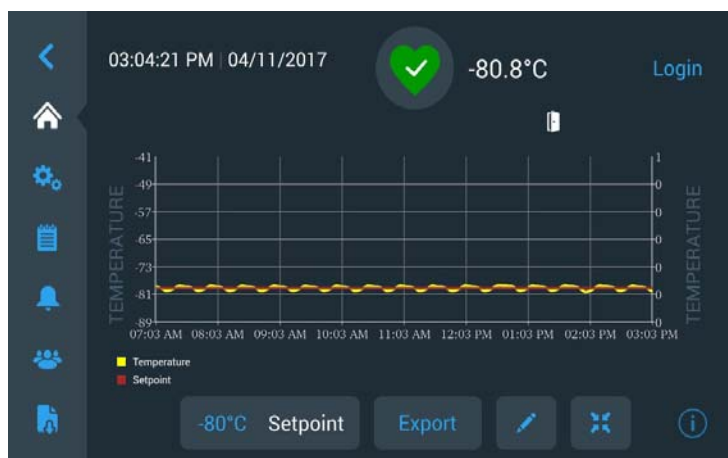 03:04:21 PM | 04/11/2017
-80.8°C
Login
TEMPERATURE
-41
-49
-57
-65
-73
-81
-89
1
0
0
0
0
0
0
TEMPERATURE
07:03 AM 08:03 AM 09:03 AM 10:03 AM 11:03 AM 12:03 PM 01:03 PM 02:03 PM 03:03 PM
Temperature
Setpoint
-80°C Setpoint
Export